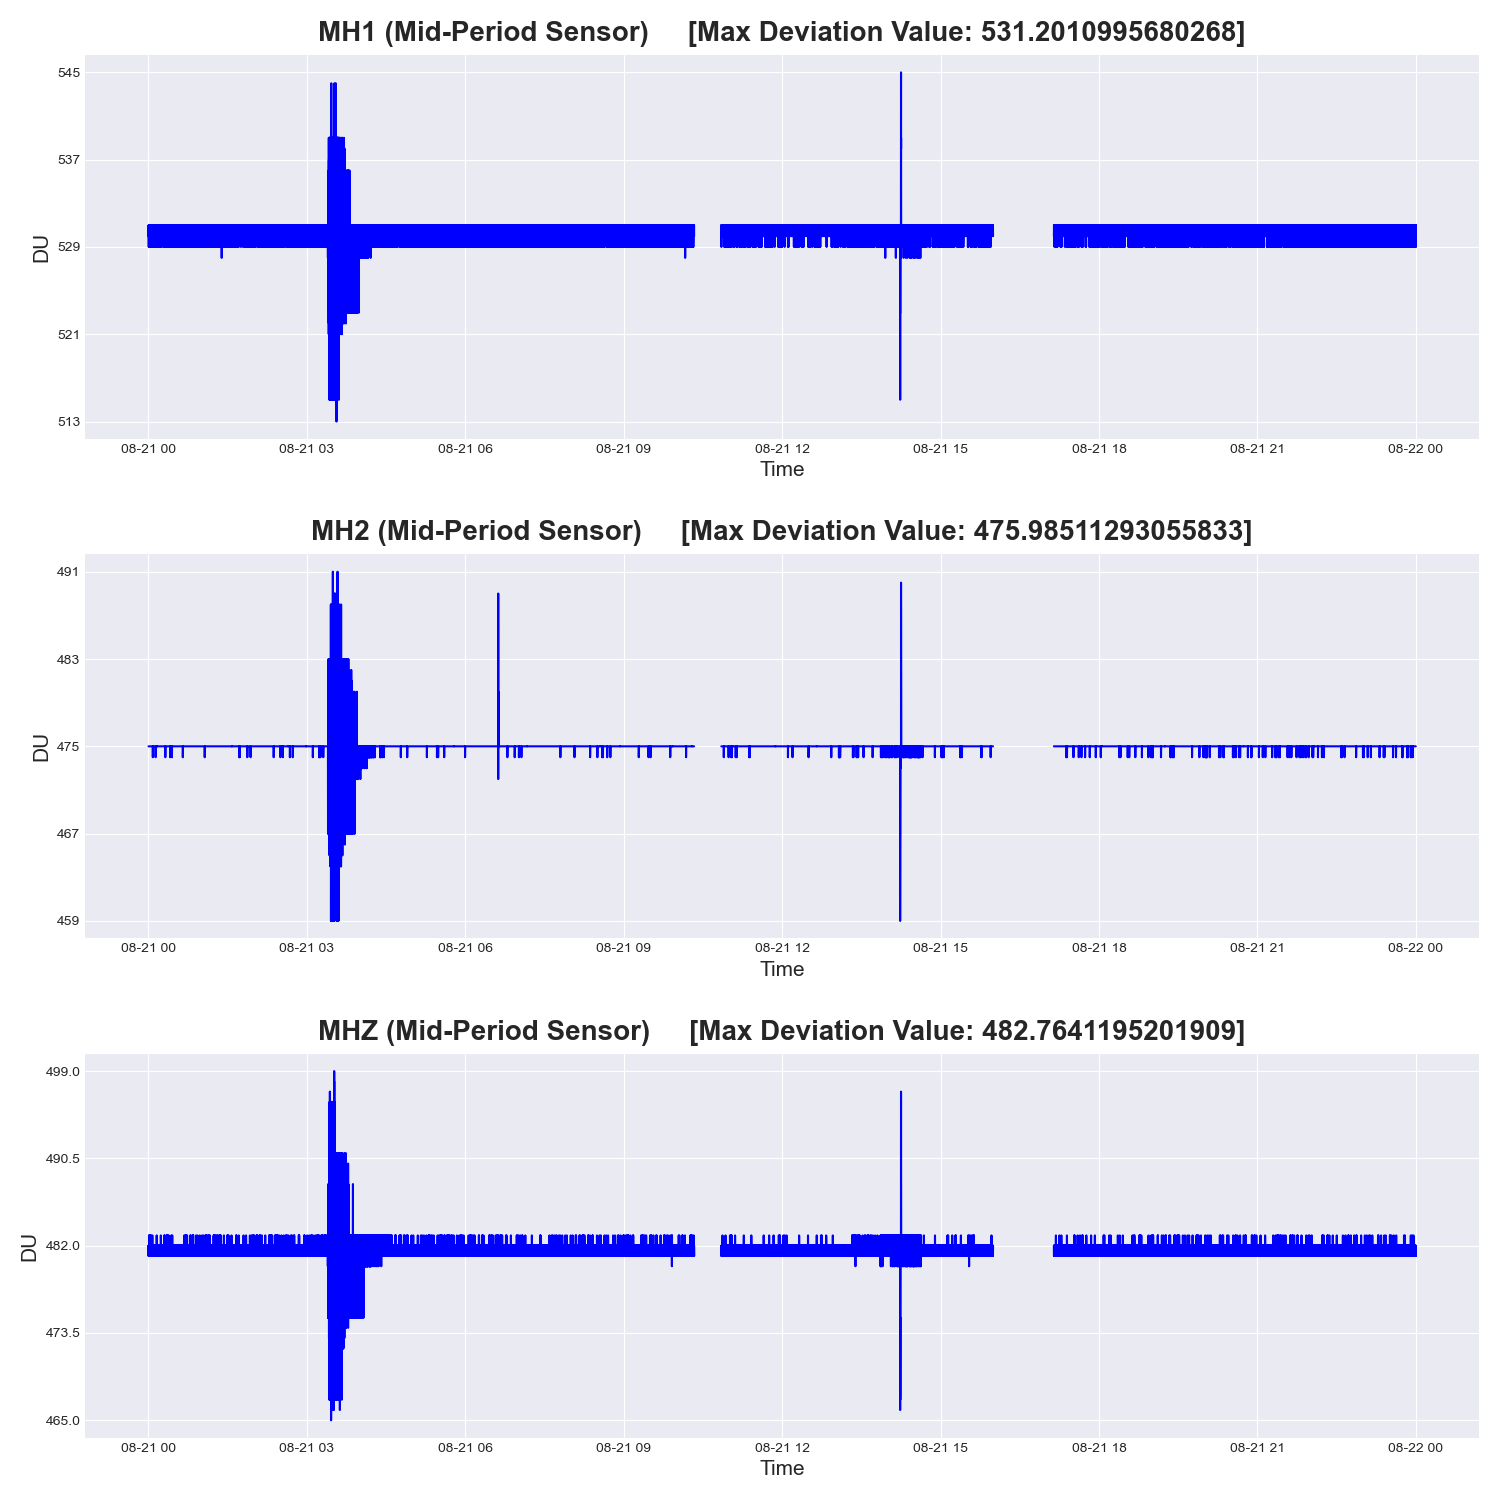 MH1 (Mid-Period Sensor) [Max Deviation Value: 531.2010995680268]
545
537
529
521
513
DU
08-21 00 08-21 03 08-21 06 08-21 09 08-21 12 08-21 15 08-21 18 08-21 21 08-22 00
Time
MH2 (Mid-Period Sensor) [Max Deviation Value: 475.98511293055833]
491
483
475
467
459
DU
08-21 00 08-21 03 08-21 06 08-21 09 08-21 12 08-21 15 08-21 18 08-21 21 08-22 00
Time
MHZ (Mid-Period Sensor) [Max Deviation Value: 482.7641195201909]
499.0
490.5
482.0
473.5
465.0
DU
08-21 00 08-21 03 08-21 06 08-21 09 08-21 12 08-21 15 08-21 18 08-21 21 08-22 00
Time